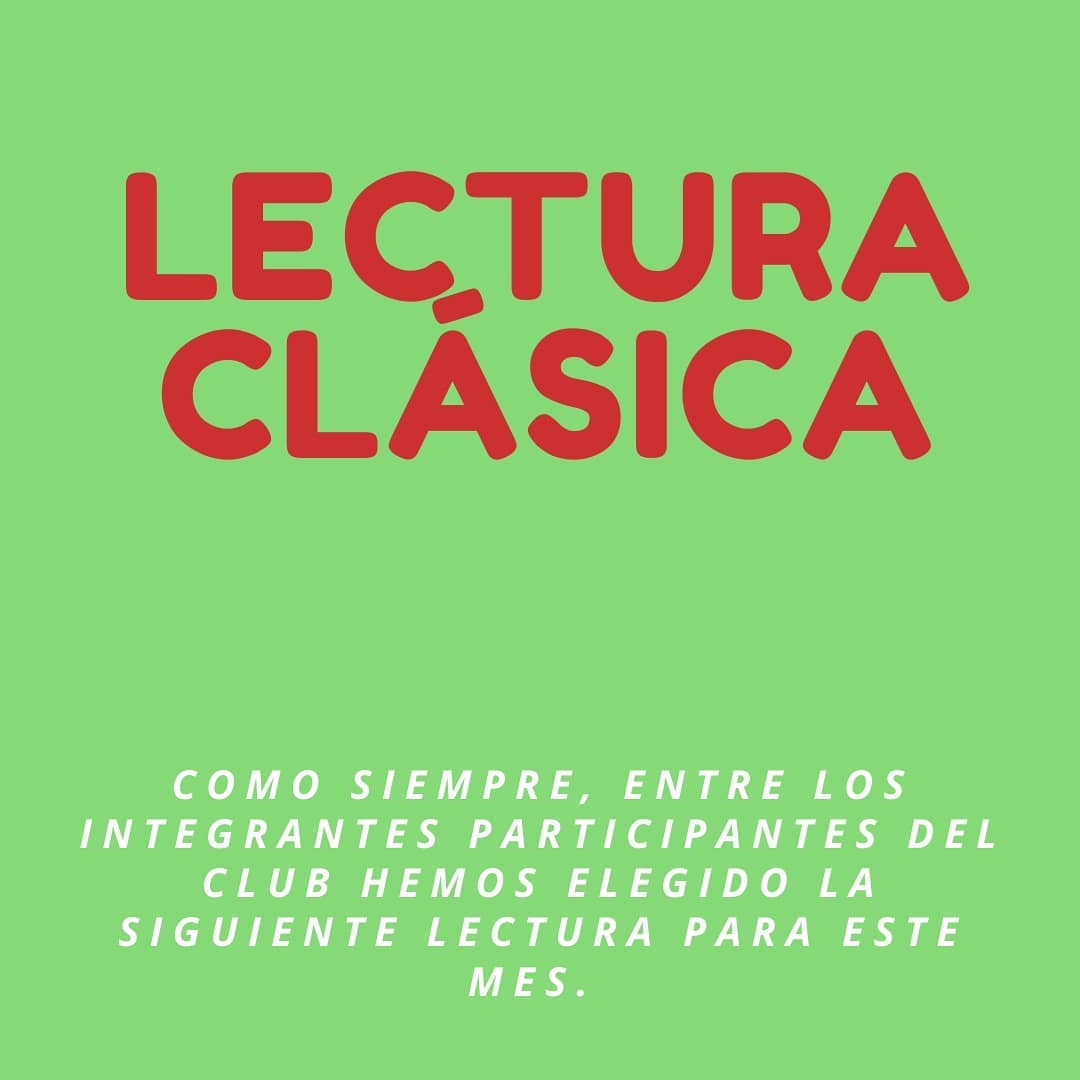 LECTURA
CLÁSICA
COMO SIEMPRE, ENTRE LOS
INTEGRANTES PARTICIPANTES DEL
CLUB HEMOS ELEGIDO LA
SIGUIENTE LECTURA PARA ESTE
MES.